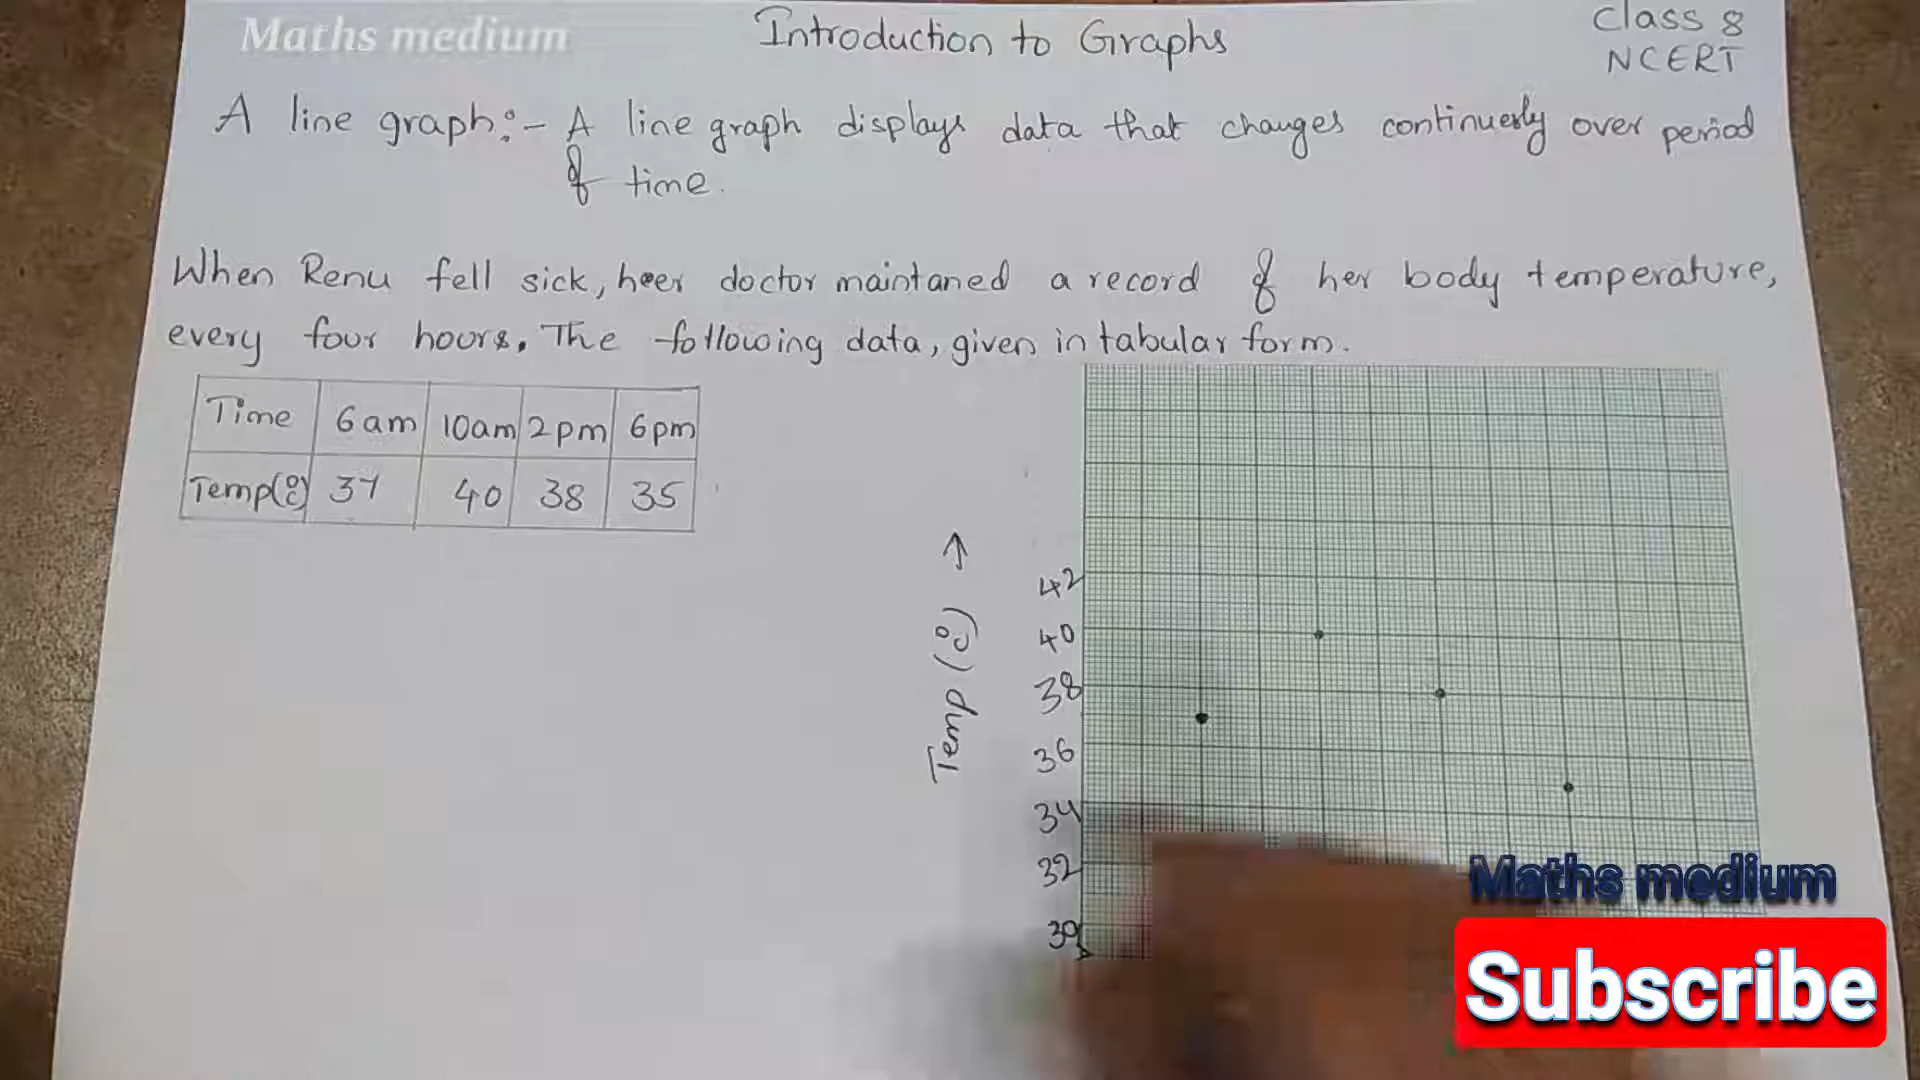 Maths medium
Introduction to Graphs
Class 8
NCERT
A line graph:- A line graph displays data that changes continuesly over period
of time.
When Renu fell sick, heer doctor maintaned a record of her body temperature,
every four hours. The following data, given in tabular form.
Time 6 am 10am 2pm 6pm
Temp(°C) 37 40 38 35
42
40
38
36
34
32
30
Temp (°C) →
Maths medium
Subscribe